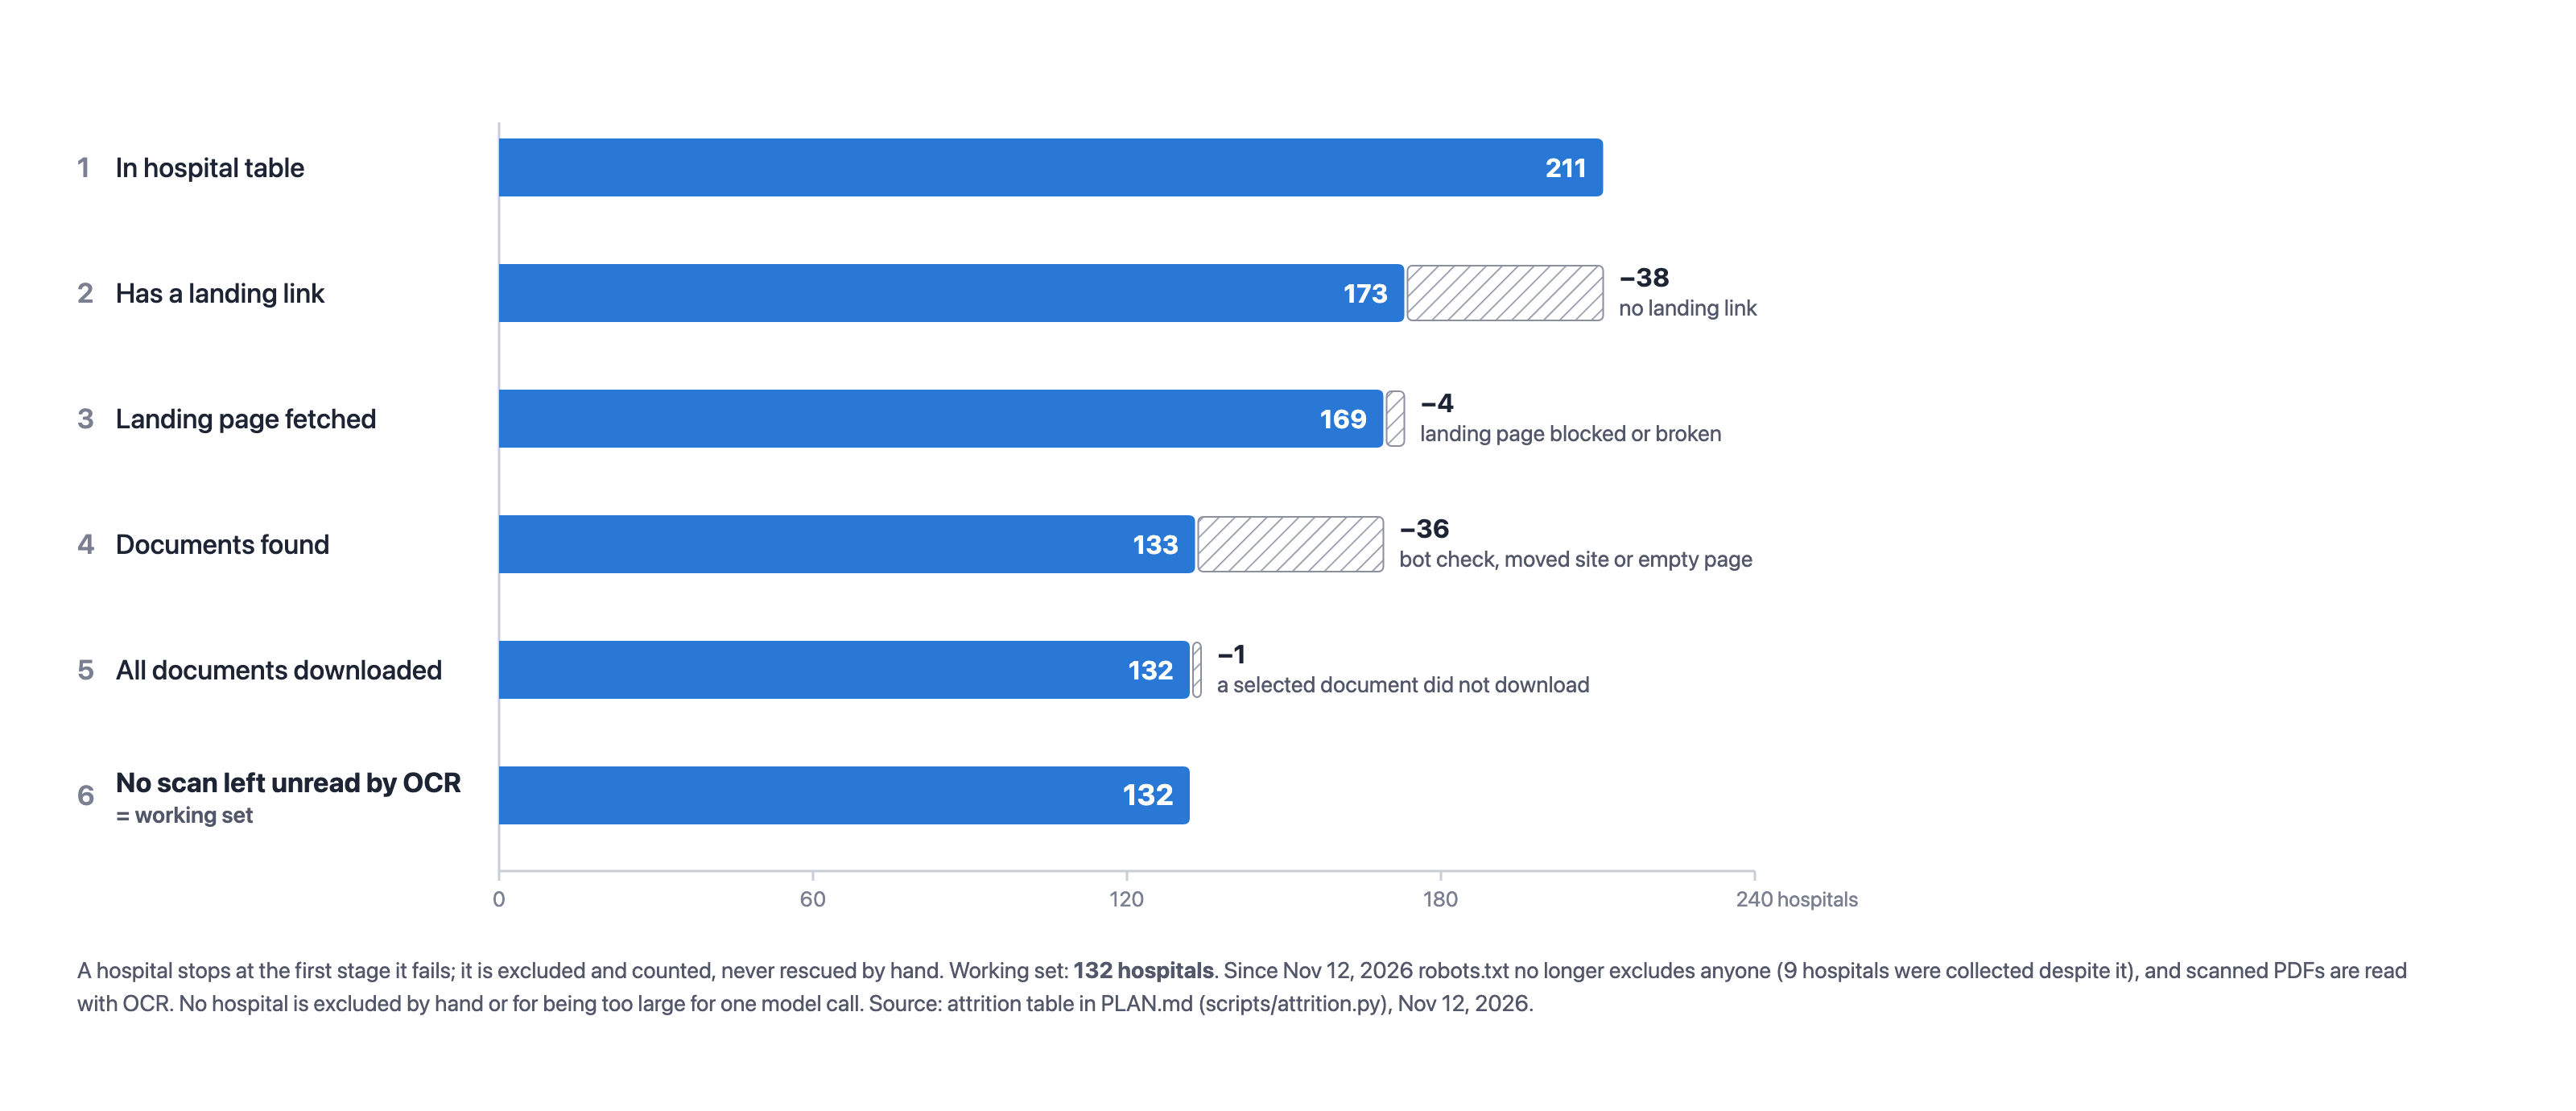 1 In hospital table 211
2 Has a landing link 173 −38
no landing link
3 Landing page fetched 169 −4
landing page blocked or broken
4 Documents found 133 −36
bot check, moved site or empty page
5 All documents downloaded 132 −1
a selected document did not download
6 No scan left unread by OCR 132
= working set
0 60 120 180 240 hospitals
A hospital stops at the first stage it fails; it is excluded and counted, never rescued by hand. Working set: 132 hospitals. Since Nov 12, 2026 robots.txt no longer excludes anyone (9 hospitals were collected despite it), and scanned PDFs are read
with OCR. No hospital is excluded by hand or for being too large for one model call. Source: attrition table in PLAN.md (scripts/attrition.py), Nov 12, 2026.